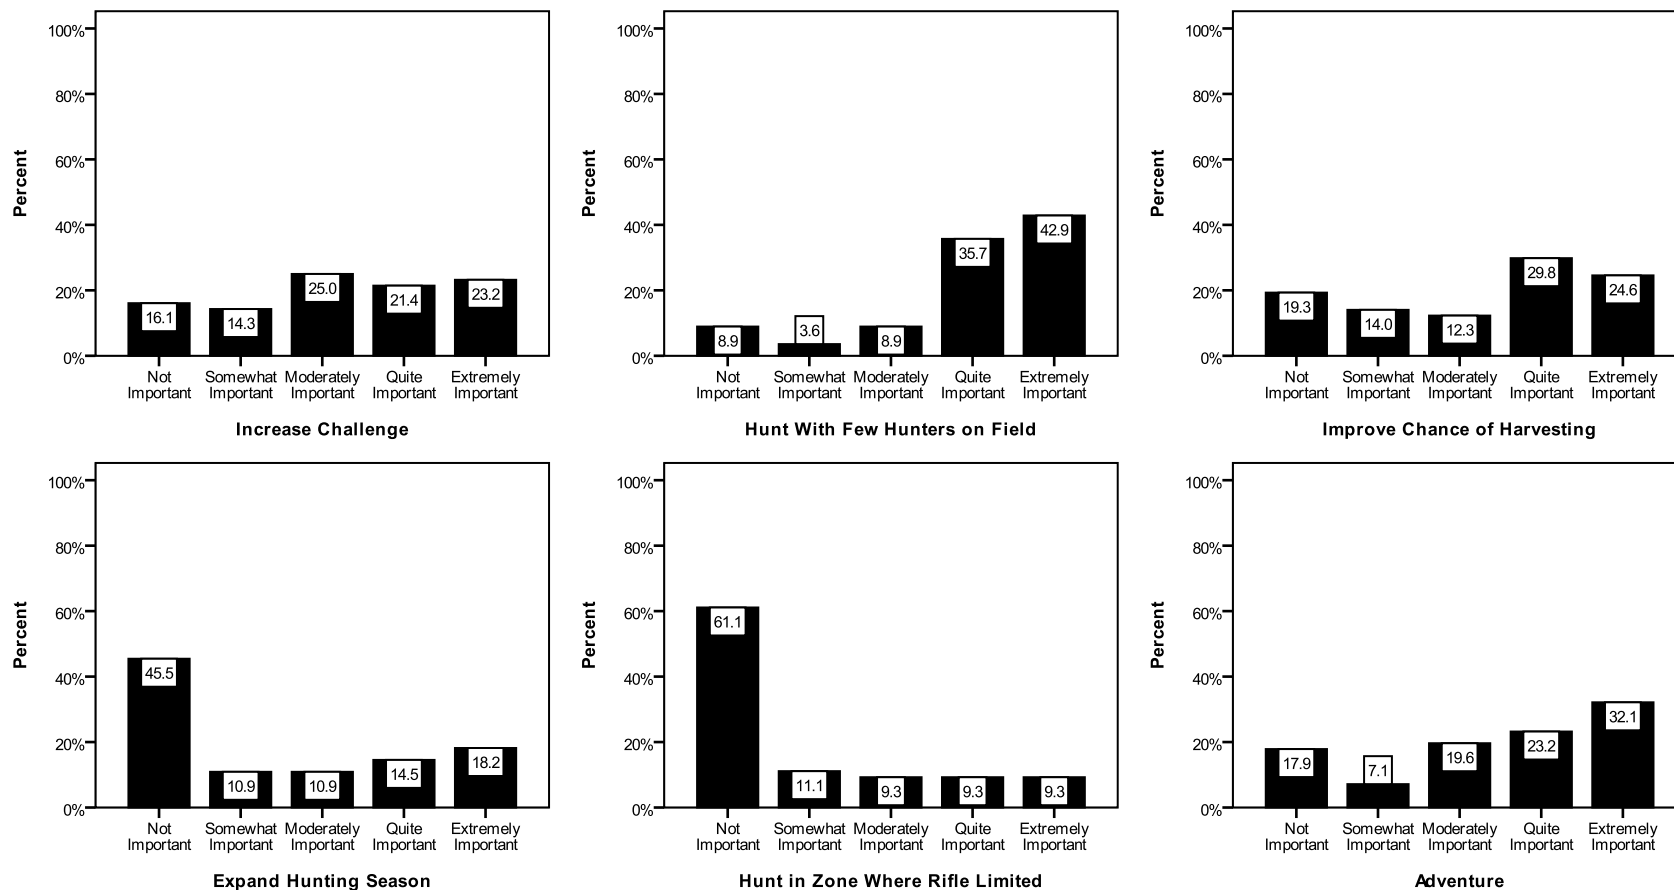 100%
80%
60%
40%
20%
0%
Percent
16.1
14.3
25.0
21.4
23.2
Not Important
Somewhat Important
Moderately Important
Quite Important
Extremely Important
Increase Challenge
100%
80%
60%
40%
20%
0%
Percent
8.9
3.6
8.9
35.7
42.9
Not Important
Somewhat Important
Moderately Important
Quite Important
Extremely Important
Hunt With Few Hunters on Field
100%
80%
60%
40%
20%
0%
Percent
19.3
14.0
12.3
29.8
24.6
Not Important
Somewhat Important
Moderately Important
Quite Important
Extremely Important
Improve Chance of Harvesting
100%
80%
60%
40%
20%
0%
Percent
45.5
10.9
10.9
14.5
18.2
Not Important
Somewhat Important
Moderately Important
Quite Important
Extremely Important
Expand Hunting Season
100%
80%
60%
40%
20%
0%
Percent
61.1
11.1
9.3
9.3
9.3
Not Important
Somewhat Important
Moderately Important
Quite Important
Extremely Important
Hunt in Zone Where Rifle Limited
100%
80%
60%
40%
20%
0%
Percent
17.9
7.1
19.6
23.2
32.1
Not Important
Somewhat Important
Moderately Important
Quite Important
Extremely Important
Adventure